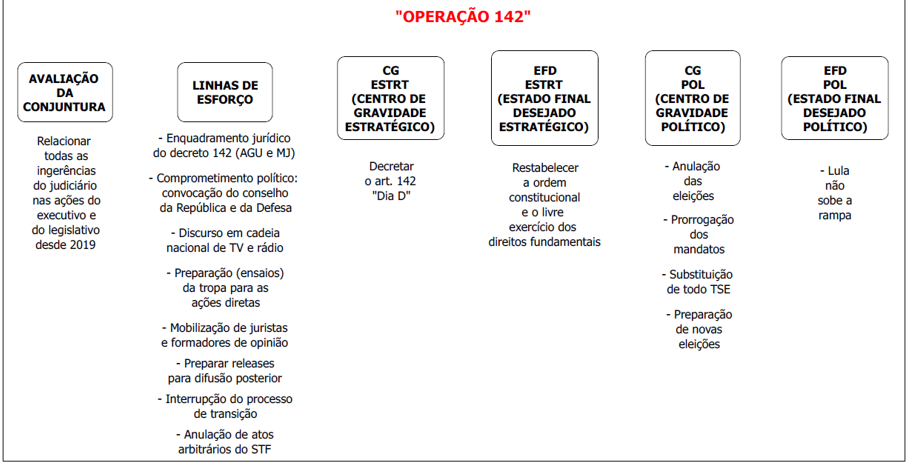 "OPERAÇÃO 142"
AVALIAÇÃO
DA
CONJUNTURA
Relacionar
todas as
ingerências
do judiciário
nas ações do
executivo e
do legislativo
desde 2019
LINHAS DE
ESFORÇO
- Enquadramento jurídico
do decreto 142 (AGU e MJ)
- Comprometimento político:
convocação do conselho
da República e da Defesa
- Discurso em cadeia
nacional de TV e rádio
- Preparação (ensaios)
da tropa para as
ações diretas
- Mobilização de juristas
e formadores de opinião
- Preparar releases
para difusão posterior
- Interrupção do processo
de transição
- Anulação de atos
arbitrários do STF
CG
ESTRT
(CENTRO DE
GRAVIDADE
ESTRATÉGICO)
Decretar
o art. 142
"Dia D"
EFD
ESTRT
(ESTADO FINAL
DESEJADO
ESTRATÉGICO)
Restabelecer
a ordem
constitucional
e o livre
exercício dos
direitos fundamentais
CG
POL
(CENTRO DE
GRAVIDADE
POLÍTICO)
- Anulação
das
eleições
- Prorrogação
dos
mandatos
- Substituição
de todo TSE
- Preparação
de novas
eleições
EFD
POL
(ESTADO FINAL
DESEJADO
POLÍTICO)
- Lula
não
sobe a
rampa